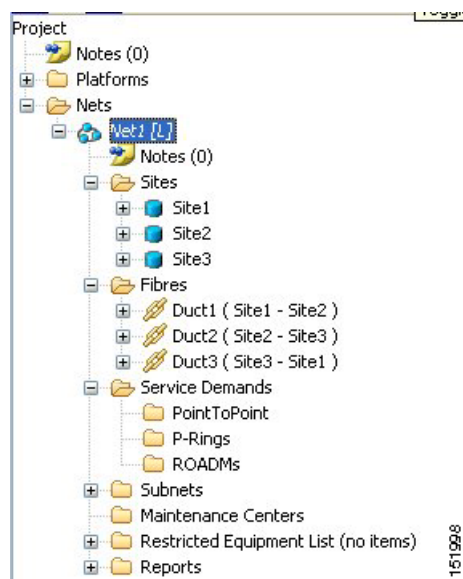 Project
Notes (0)
Platforms
Nets
Net1 [L]
Notes (0)
Sites
Site1
Site2
Site3
Fibres
Duct1 ( Site1 - Site2 )
Duct2 ( Site2 - Site3 )
Duct3 ( Site3 - Site1 )
Service Demands
PointToPoint
P-Rings
ROADMs
Subnets
Maintenance Centers
Restricted Equipment List (no items)
Reports
151998